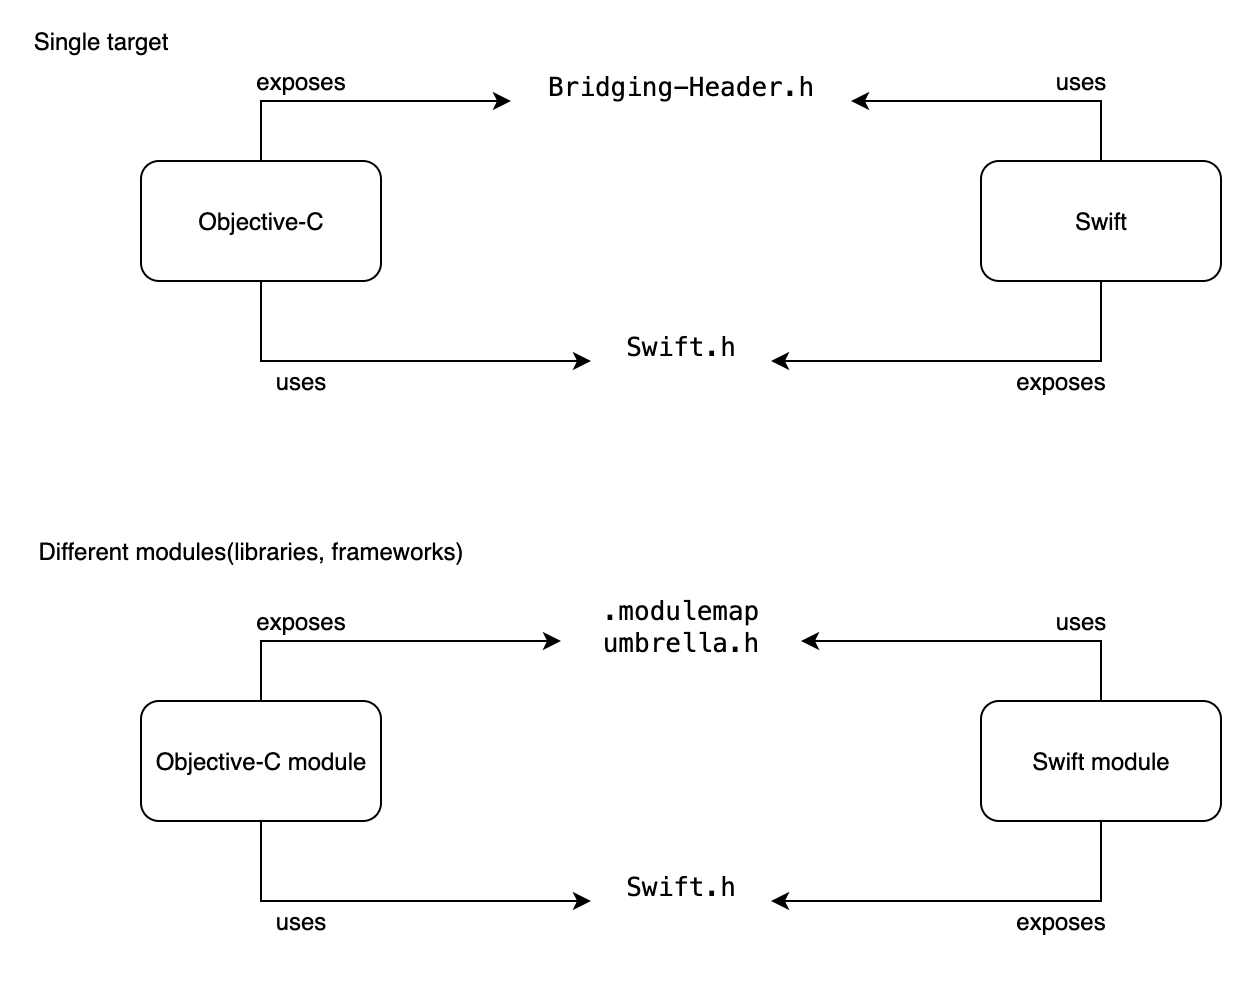 Single target
exposes
Bridging-Header.h
uses
Objective-C
Swift
Swift.h
uses
exposes
Different modules(libraries, frameworks)
.modulemap
exposes
uses
umbrella.h
Objective-C module
Swift module
Swift.h
uses
exposes